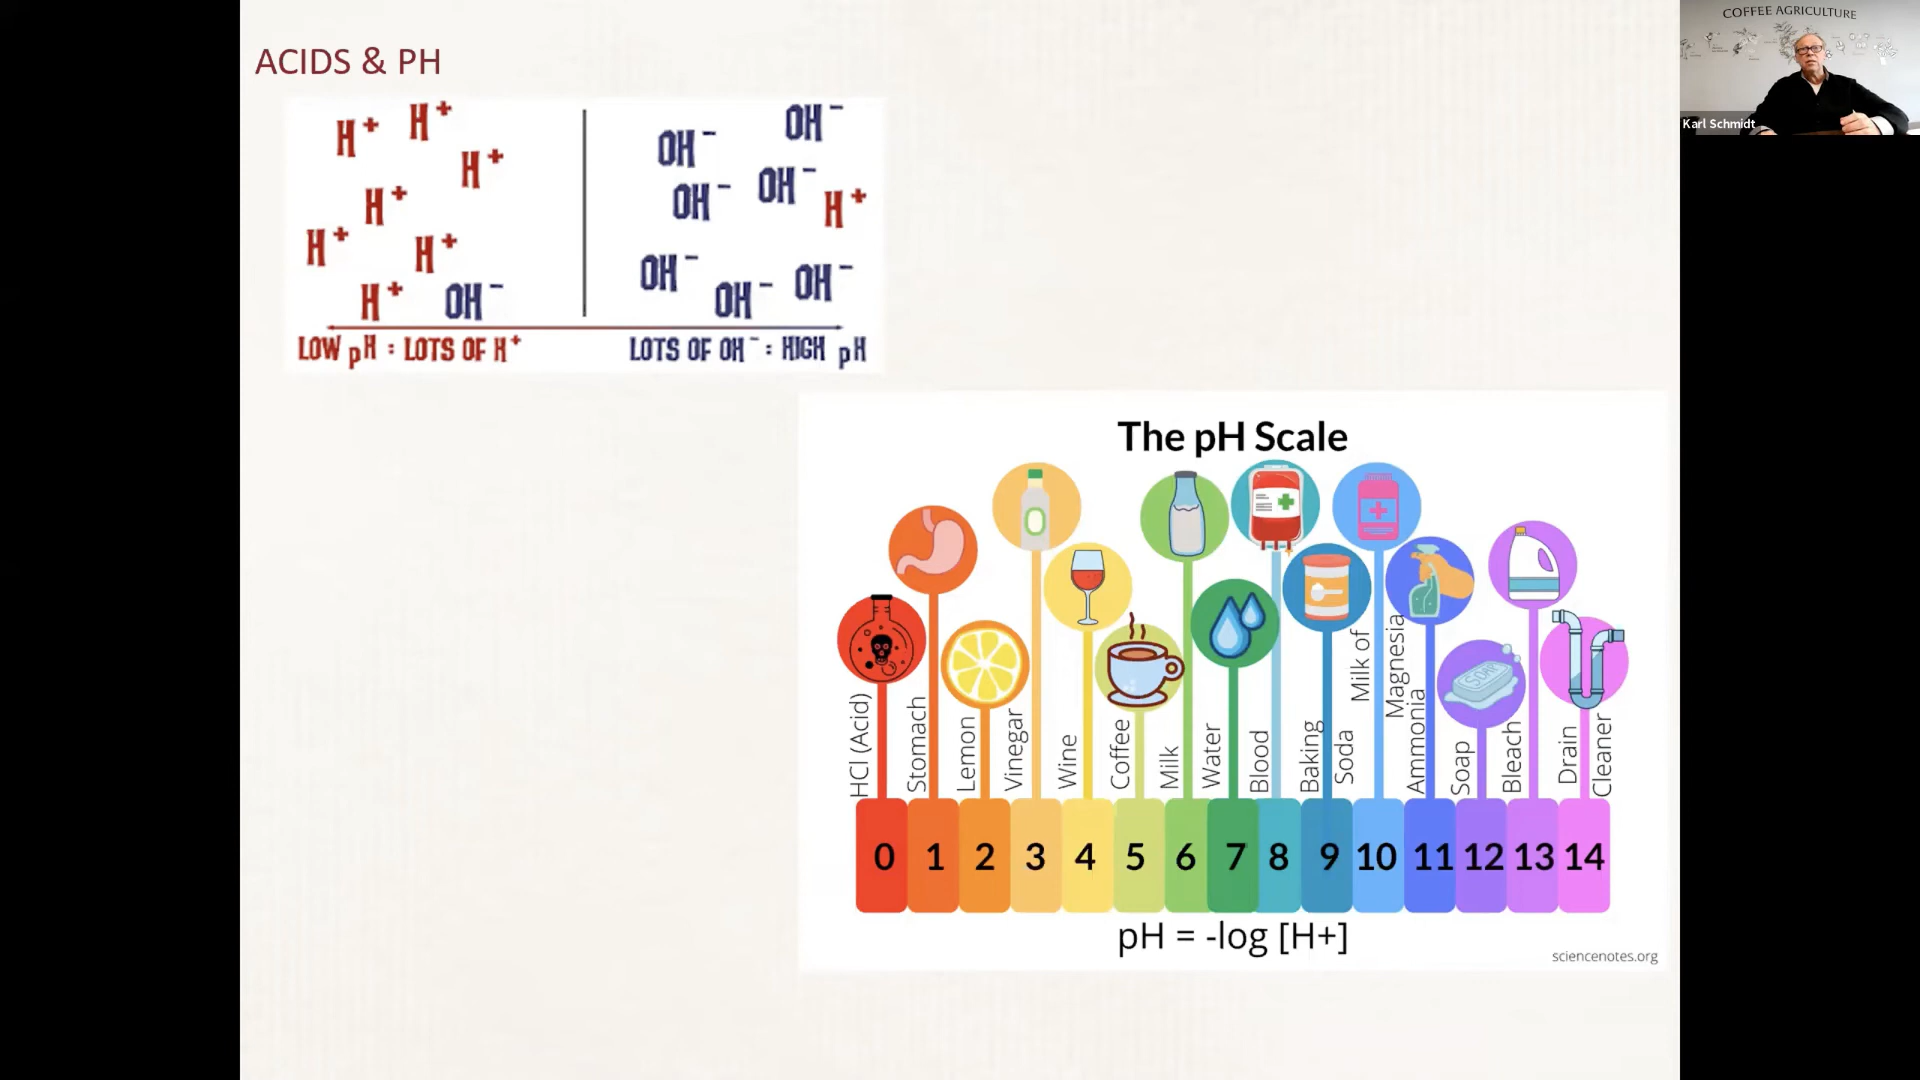 ACIDS & PH
COFFEE AGRICULTURE
Karl Schmidt
H+ H+ H+ H+ H+ H+ H+ OH-
OH- OH- OH- OH- H+ OH- OH- OH-
LOW pH : LOTS OF H+
LOTS OF OH- : HIGH pH
The pH Scale
HCl (Acid)
Stomach
Lemon
Vinegar
Wine
Coffee
Milk
Water
Blood
Baking
Soda
Milk of
Magnesia
Ammonia
Soap
Bleach
Drain
Cleaner
SOAP
0 1 2 3 4 5 6 7 8 9 10 11 12 13 14
pH = -log [H+]
sciencenotes.org